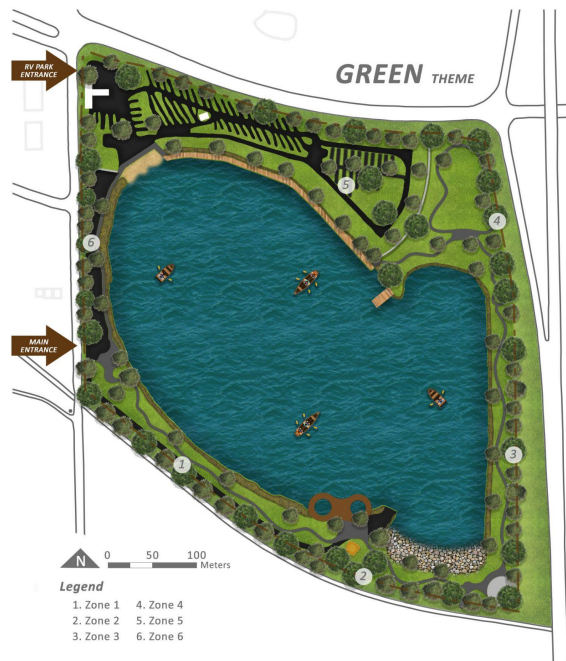 RV PARK
ENTRANCE
GREEN THEME
5
4
6
MAIN
ENTRANCE
3
1
2
N
0 50 100
Meters
Legend
1. Zone 1 4. Zone 4
2. Zone 2 5. Zone 5
3. Zone 3 6. Zone 6